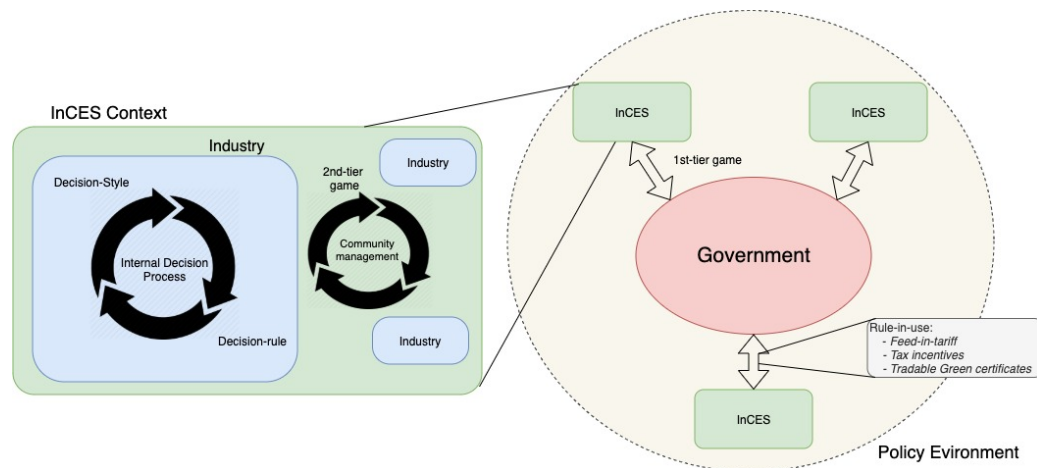 InCES Context
Industry
Decision-Style
Internal Decision
Process
Decision-rule
2nd-tier
game
Community
management
Industry
Industry
InCES
InCES
1st-tier game
Government
Rule-in-use:
- Feed-in-tariff
- Tax incentives
- Tradable Green certificates
InCES
Policy Evironment